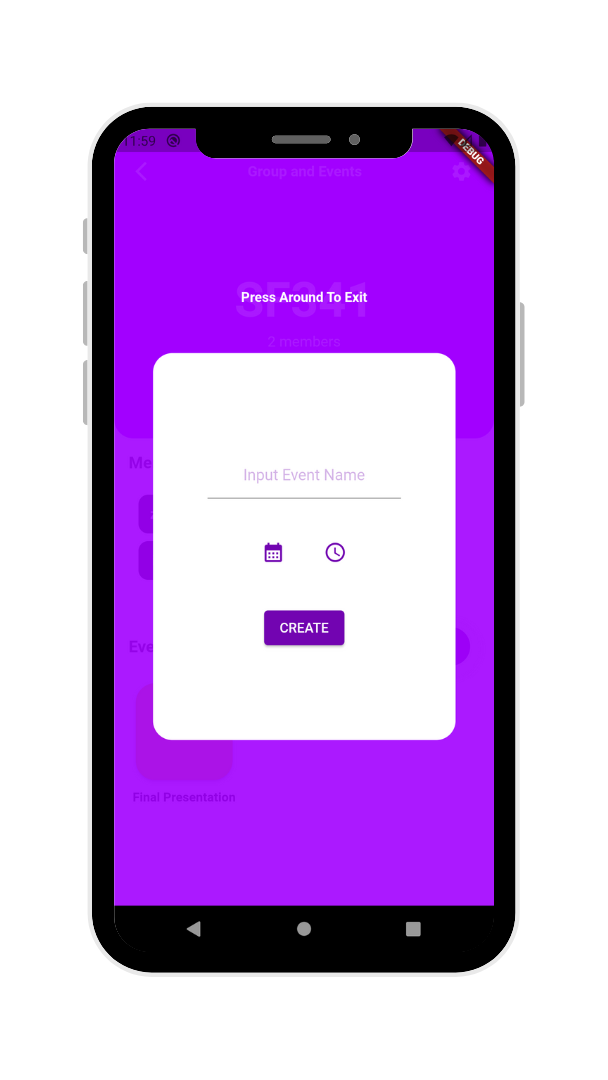 11:59
DEBUG
Group and Events
SF341
Press Around To Exit
2 members
Me
Input Event Name
CREATE
Eve
Final Presentation